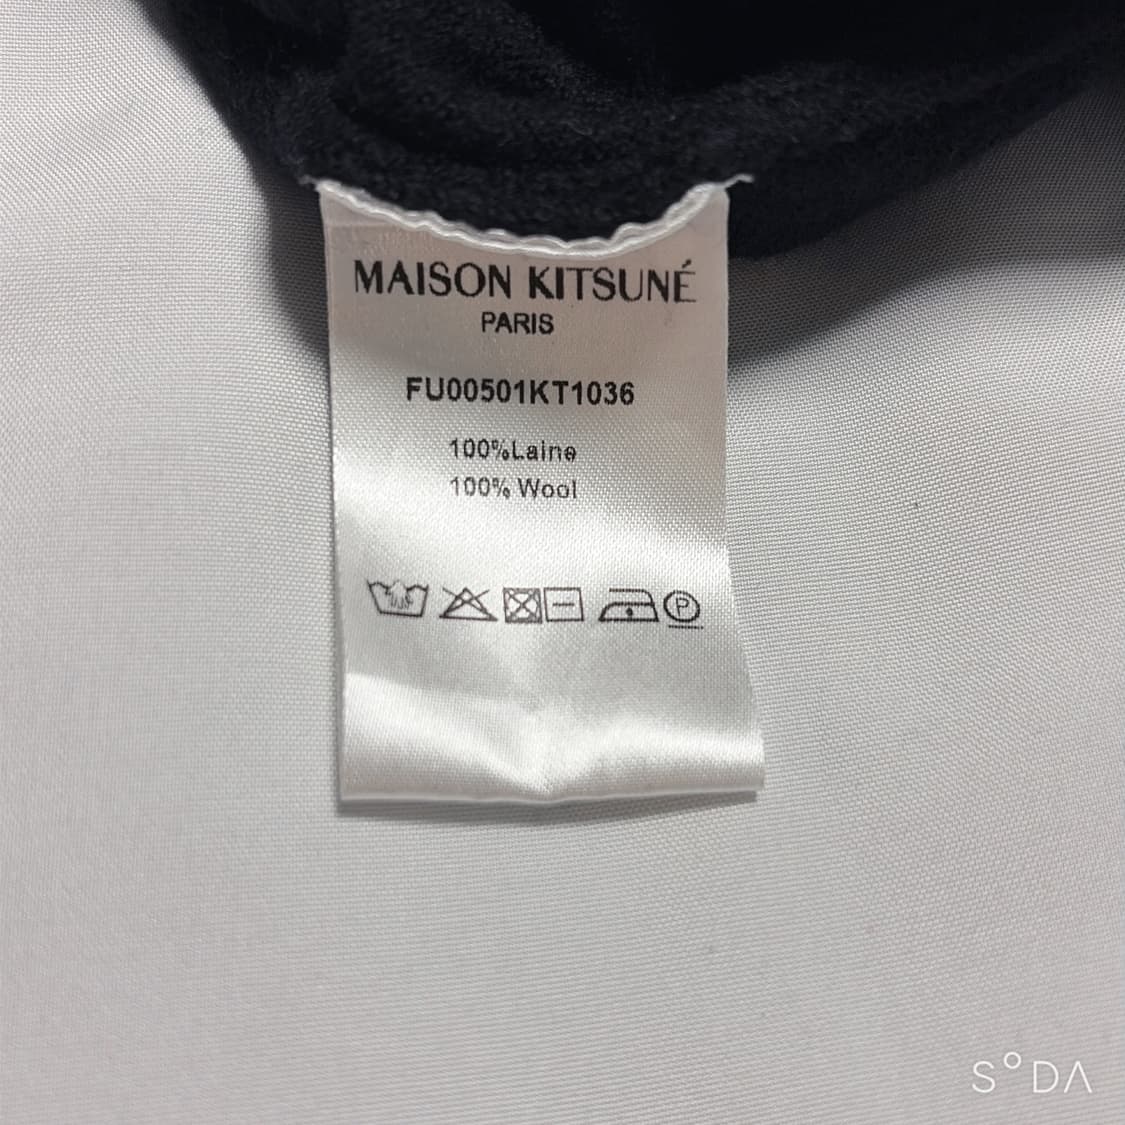 MAISON KITSUNÉ
PARIS
FU00501KT1036
100%Laine
100% Wool
P
S°DA